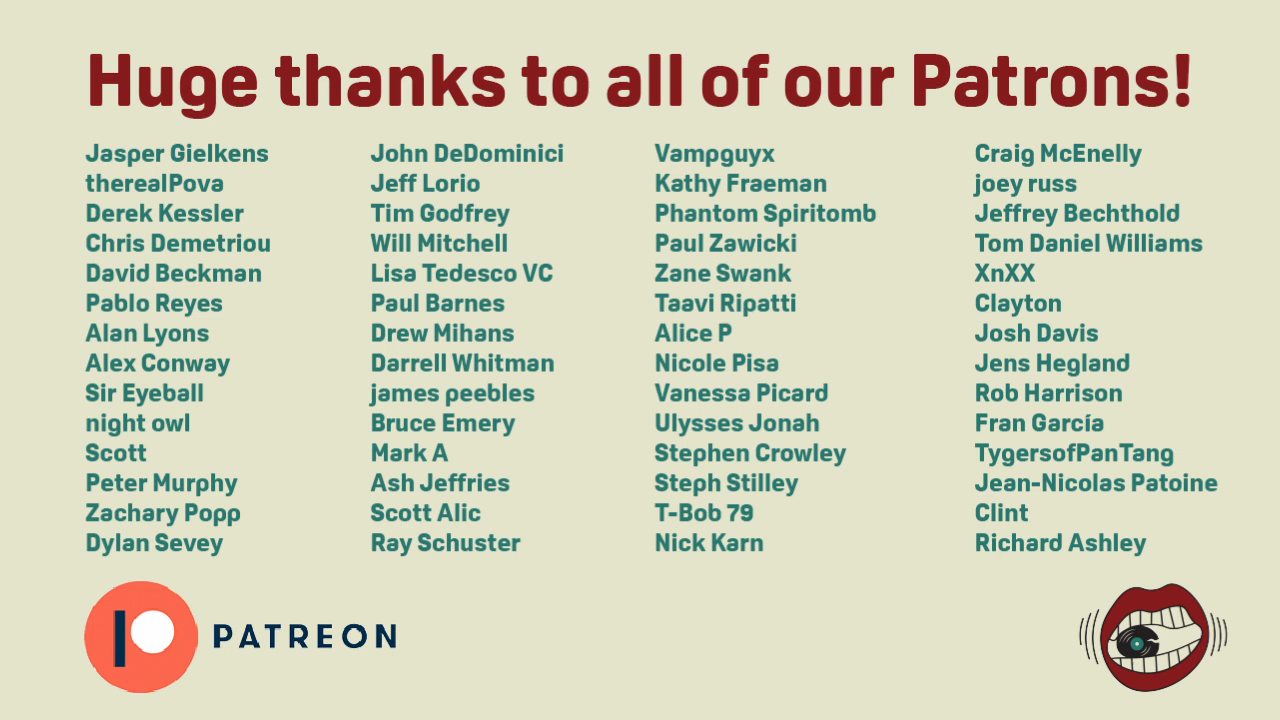 Huge thanks to all of our Patrons!
Jasper Gielkens
therealPova
Derek Kessler
Chris Demetriou
David Beckman
Pablo Reyes
Alan Lyons
Alex Conway
Sir Eyeball
night owl
Scott
Peter Murphy
Zachary Popp
Dylan Sevey
John DeDominici
Jeff Lorio
Tim Godfrey
Will Mitchell
Lisa Tedesco VC
Paul Barnes
Drew Mihans
Darrell Whitman
james peebles
Bruce Emery
Mark A
Ash Jeffries
Scott Alic
Ray Schuster
Vampguyx
Kathy Fraeman
Phantom Spiritomb
Paul Zawicki
Zane Swank
Taavi Ripatti
Alice P
Nicole Pisa
Vanessa Picard
Ulysses Jonah
Stephen Crowley
Steph Stilley
T-Bob 79
Nick Karn
Craig McEnelly
joey russ
Jeffrey Bechthold
Tom Daniel Williams
XnXX
Clayton
Josh Davis
Jens Hegland
Rob Harrison
Fran García
TygersofPanTang
Jean-Nicolas Patoine
Clint
Richard Ashley
PATREON